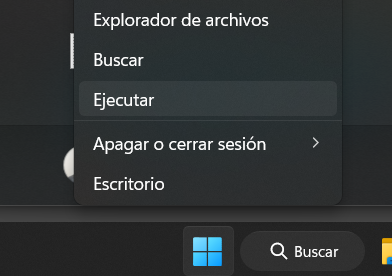 Explorador de archivos
Buscar
Ejecutar
Apagar o cerrar sesión
Escritorio
Buscar